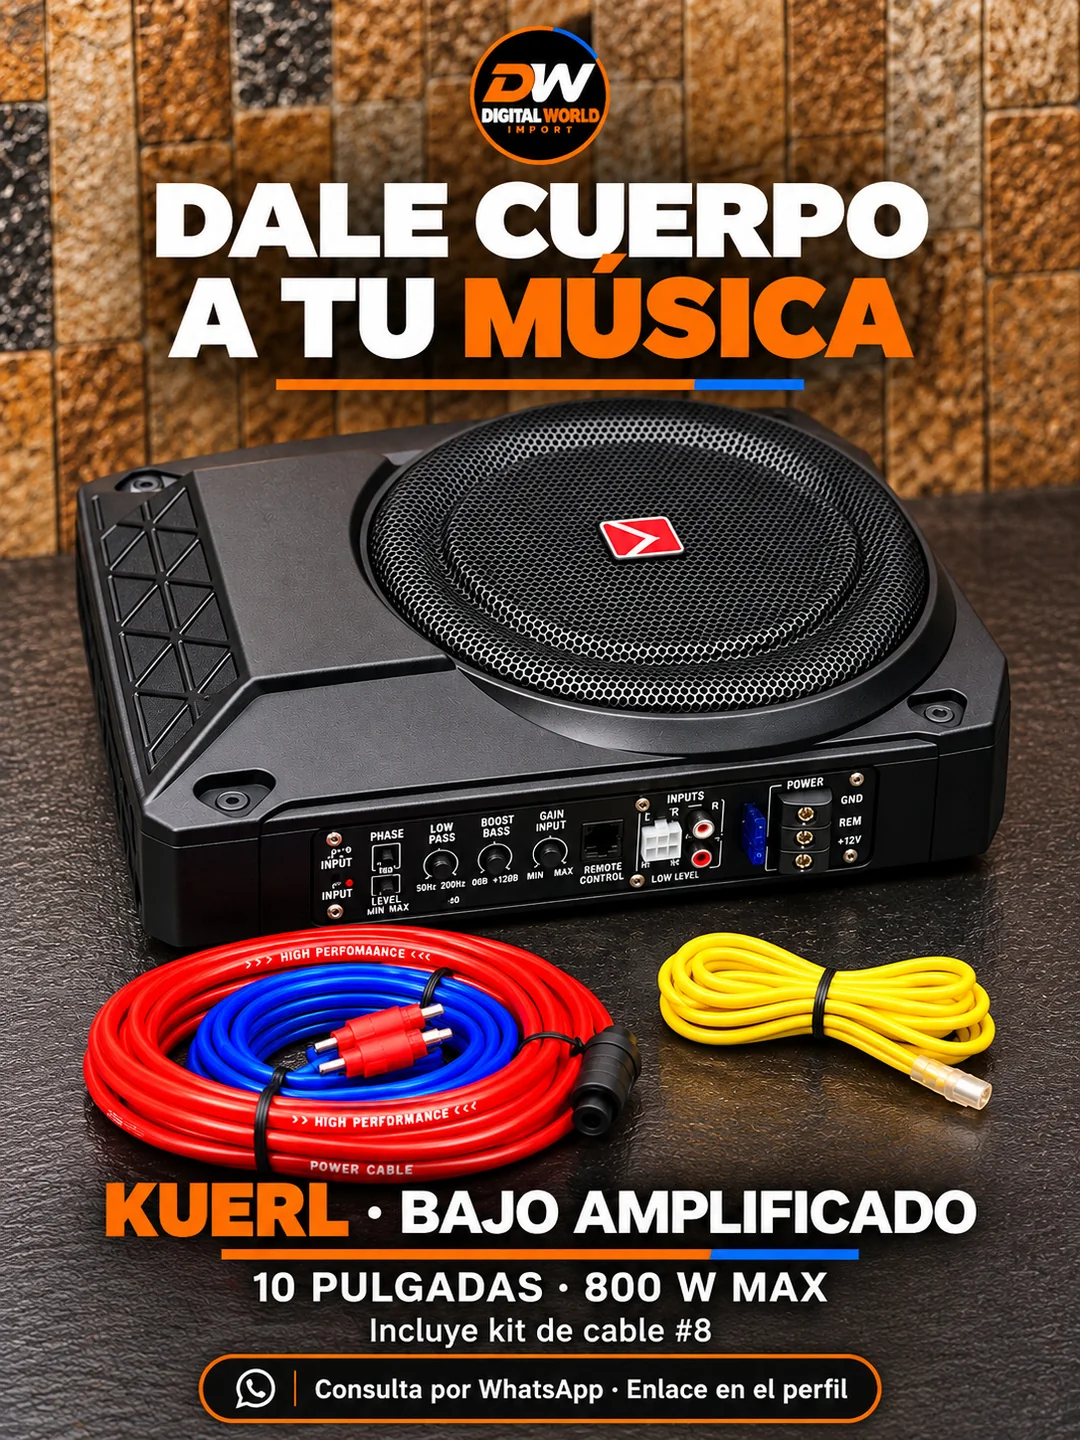 DW
DIGITAL WORLD
IMPORT
DALE CUERPO
A TU MÚSICA
PHASE
LOW PASS
BOOST BASS
GAIN INPUT
INPUTS
R
POWER
INPUT
INPUT
180
LEVEL
MIN MAX
50Hz 200Hz
0DB +12DB
MIN MAX
REMOTE CONTROL
LOW LEVEL
GND
REM
+12V
>>> HIGH PERFOMAANCE <<<
>> HIGH PERFDRMANCE <<<
POWER CABLE
KUERL · BAJO AMPLIFICADO
10 PULGADAS · 800 W MAX
Incluye kit de cable #8
Consulta por WhatsApp · Enlace en el perfil